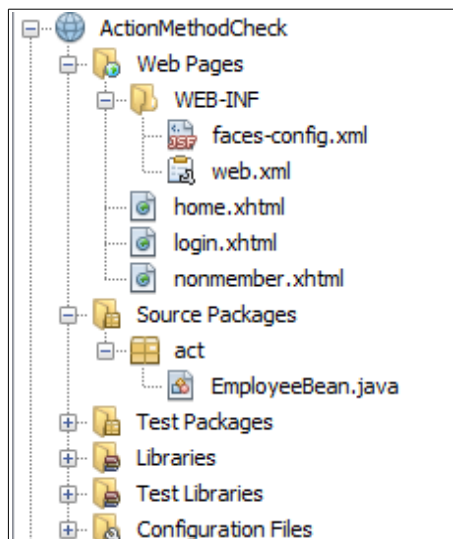 ActionMethodCheck
Web Pages
WEB-INF
faces-config.xml
JSF
web.xml
home.xhtml
login.xhtml
nonmember.xhtml
Source Packages
act
EmployeeBean.java
Test Packages
Libraries
Test Libraries
Configuration Files